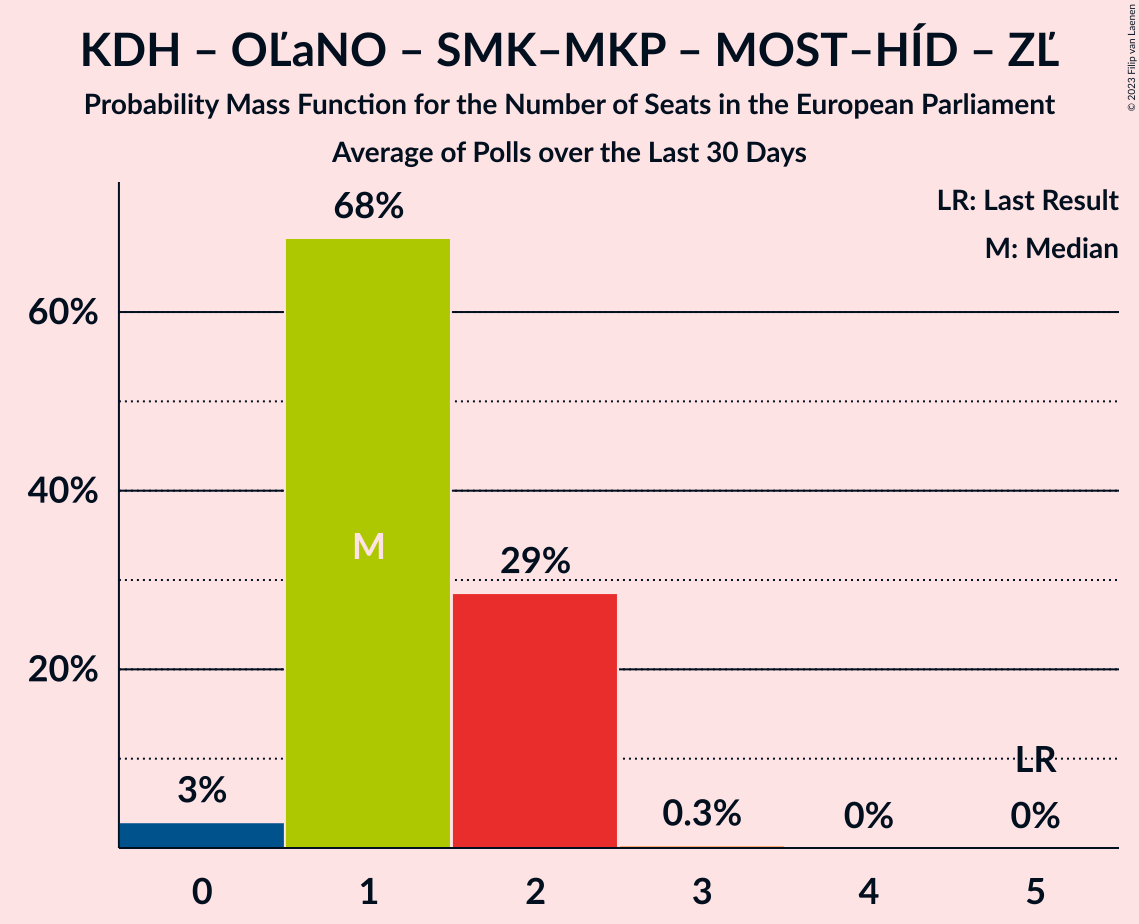 KDH – OĽaNO – SMK–MKP – MOST–HÍD – ZĽ
Probability Mass Function for the Number of Seats in the European Parliament
Average of Polls over the Last 30 Days
© 2023 Filip van Laenen
LR: Last Result
M: Median
68%
60%
M
40%
29%
20%
LR
3%
0.3%
0%
0%
0 1 2 3 4 5